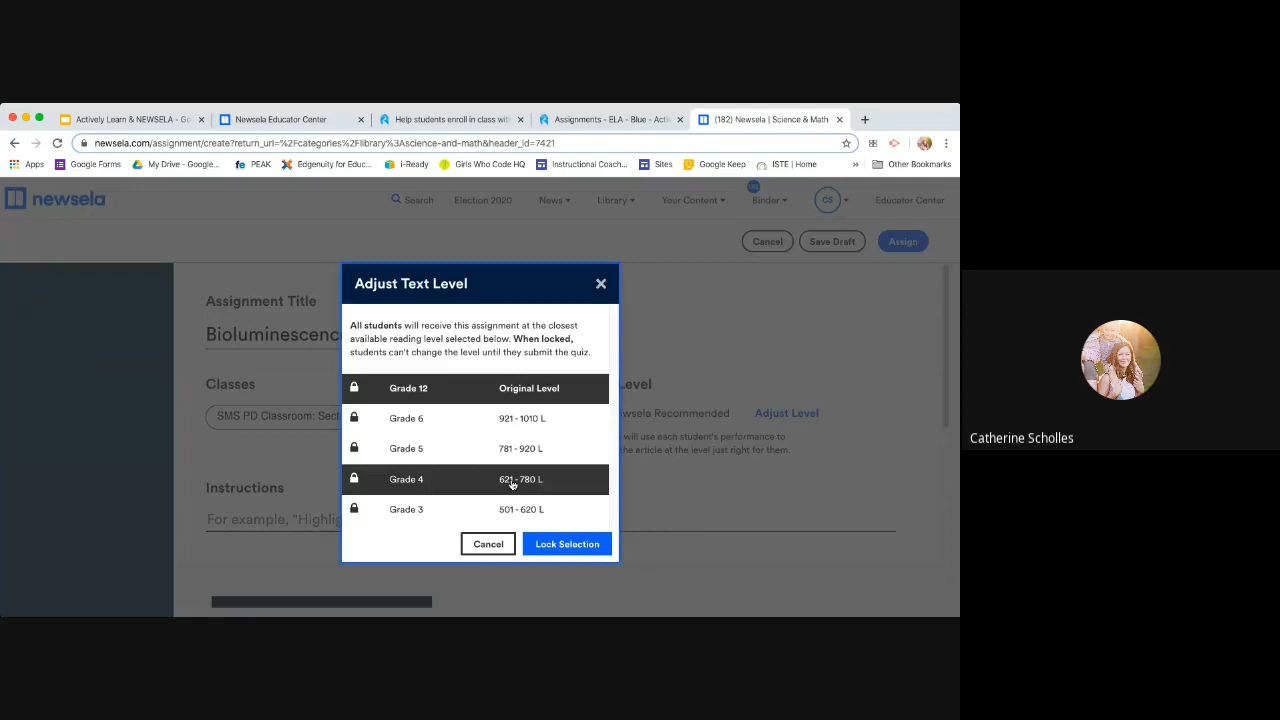 Actively Learn & NEWSELA - Go
Newsela Educator Center
Help students enroll in class with
Assignments - ELA - Blue - Activ
(182) Newsela | Science & Math
newsela.com/assignment/create?return_url=%2Fcategories%2Flibrary%3Ascience-and-math&header_id=7421
Apps
Google Forms
My Drive - Google...
fe PEAK
Edgenuity for Educ...
i-Ready
Girls Who Code HQ
Instructional Coach...
Sites
Google Keep
ISTE | Home
»
Other Bookmarks
newsela
Search
Election 2020
News
Library
Your Content
Binder
CS
Educator Center
Cancel
Save Draft
Assign
Assignment Title
Bioluminescenc
Classes
SMS PD Classroom: Sect
Level
wsela Recommended
Adjust Level
will use each student's performance to
the article at the level just right for them.
Instructions
For example, "Highlig
Adjust Text Level
All students will receive this assignment at the closest
available reading level selected below. When locked,
students can't change the level until they submit the quiz.
Grade 12 Original Level
Grade 6 921 - 1010 L
Grade 5 781 - 920 L
Grade 4 621 - 780 L
Grade 3 501 - 620 L
Cancel
Lock Selection
Catherine Scholles